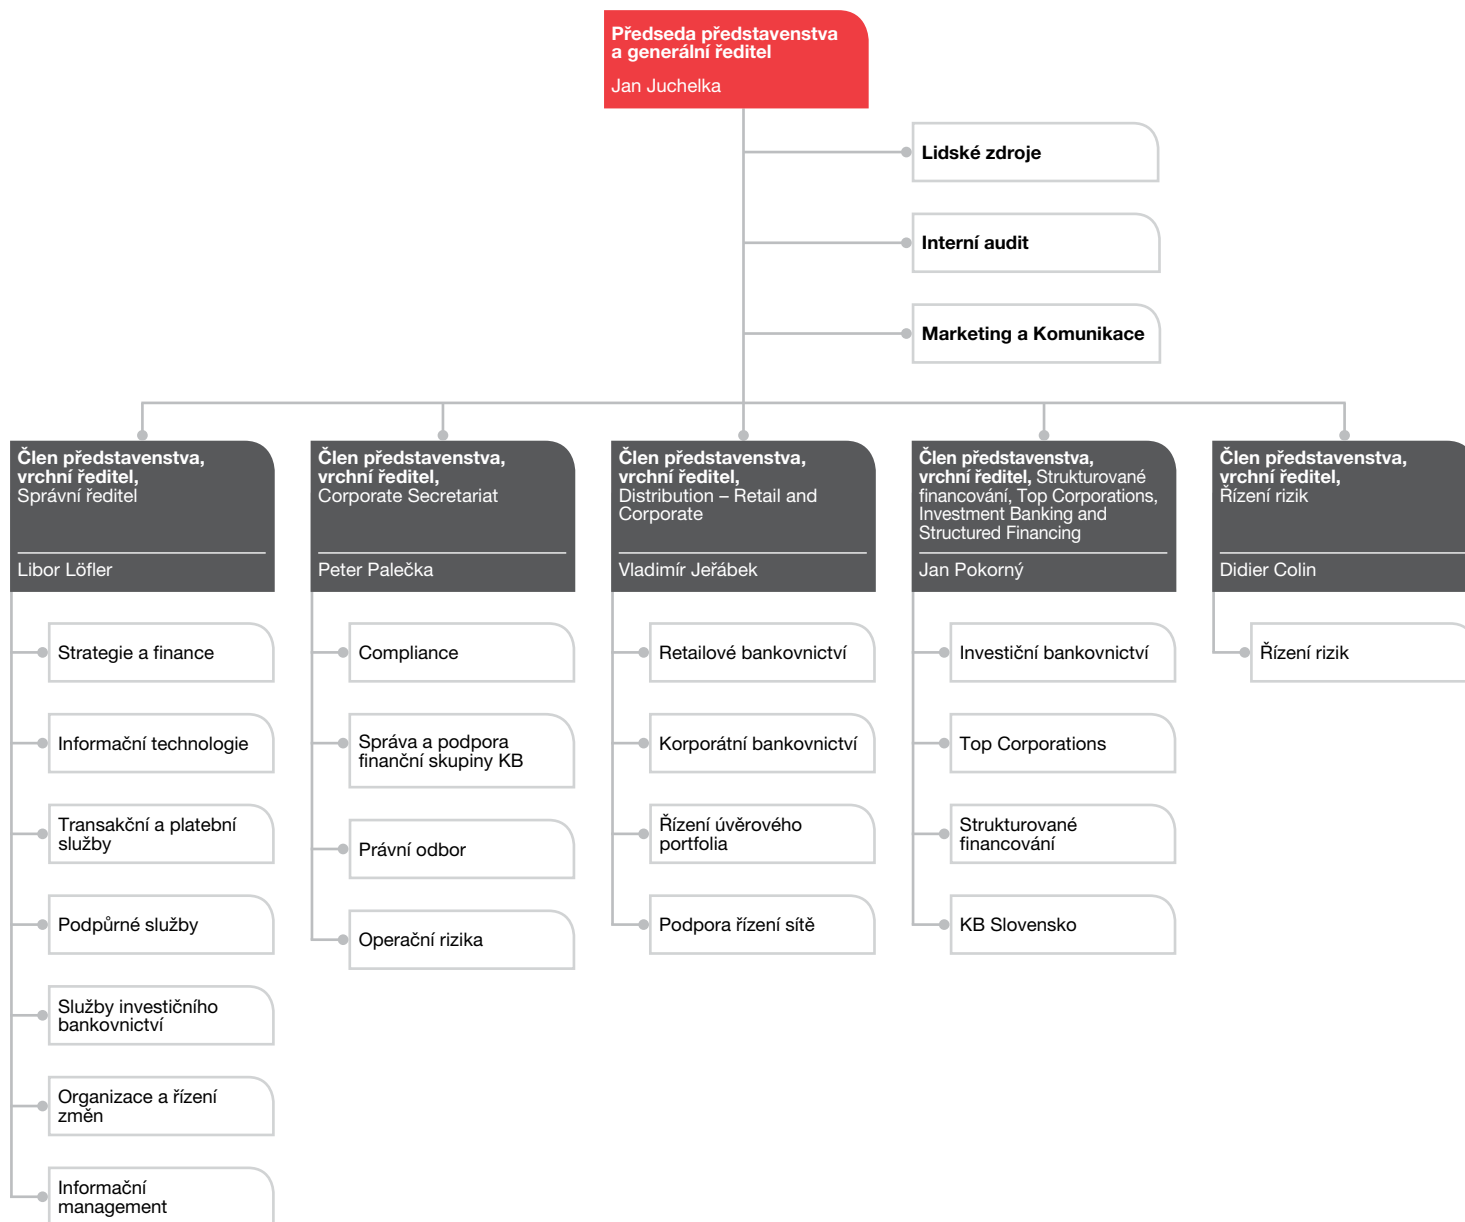 Předseda představenstva
a generální ředitel
Jan Juchelka
Lidské zdroje
Interní audit
Marketing a Komunikace
Člen představenstva,
vrchní ředitel,
Správní ředitel
Libor Löfler
Strategie a finance
Informační technologie
Transakční a platební
služby
Podpůrné služby
Služby investičního
bankovnictví
Organizace a řízení
změn
Informační
management
Člen představenstva,
vrchní ředitel,
Corporate Secretariat
Peter Palečka
Compliance
Správa a podpora
finanční skupiny KB
Právní odbor
Operační rizika
Člen představenstva,
vrchní ředitel,
Distribution – Retail and
Corporate
Vladimír Jeřábek
Retailové bankovnictví
Korporátní bankovnictví
Řízení úvěrového
portfolia
Podpora řízení sítě
Člen představenstva,
vrchní ředitel, Strukturované
financování, Top Corporations,
Investment Banking and
Structured Financing
Jan Pokorný
Investiční bankovnictví
Top Corporations
Strukturované
financování
KB Slovensko
Člen představenstva,
vrchní ředitel,
Řízení rizik
Didier Colin
Řízení rizik